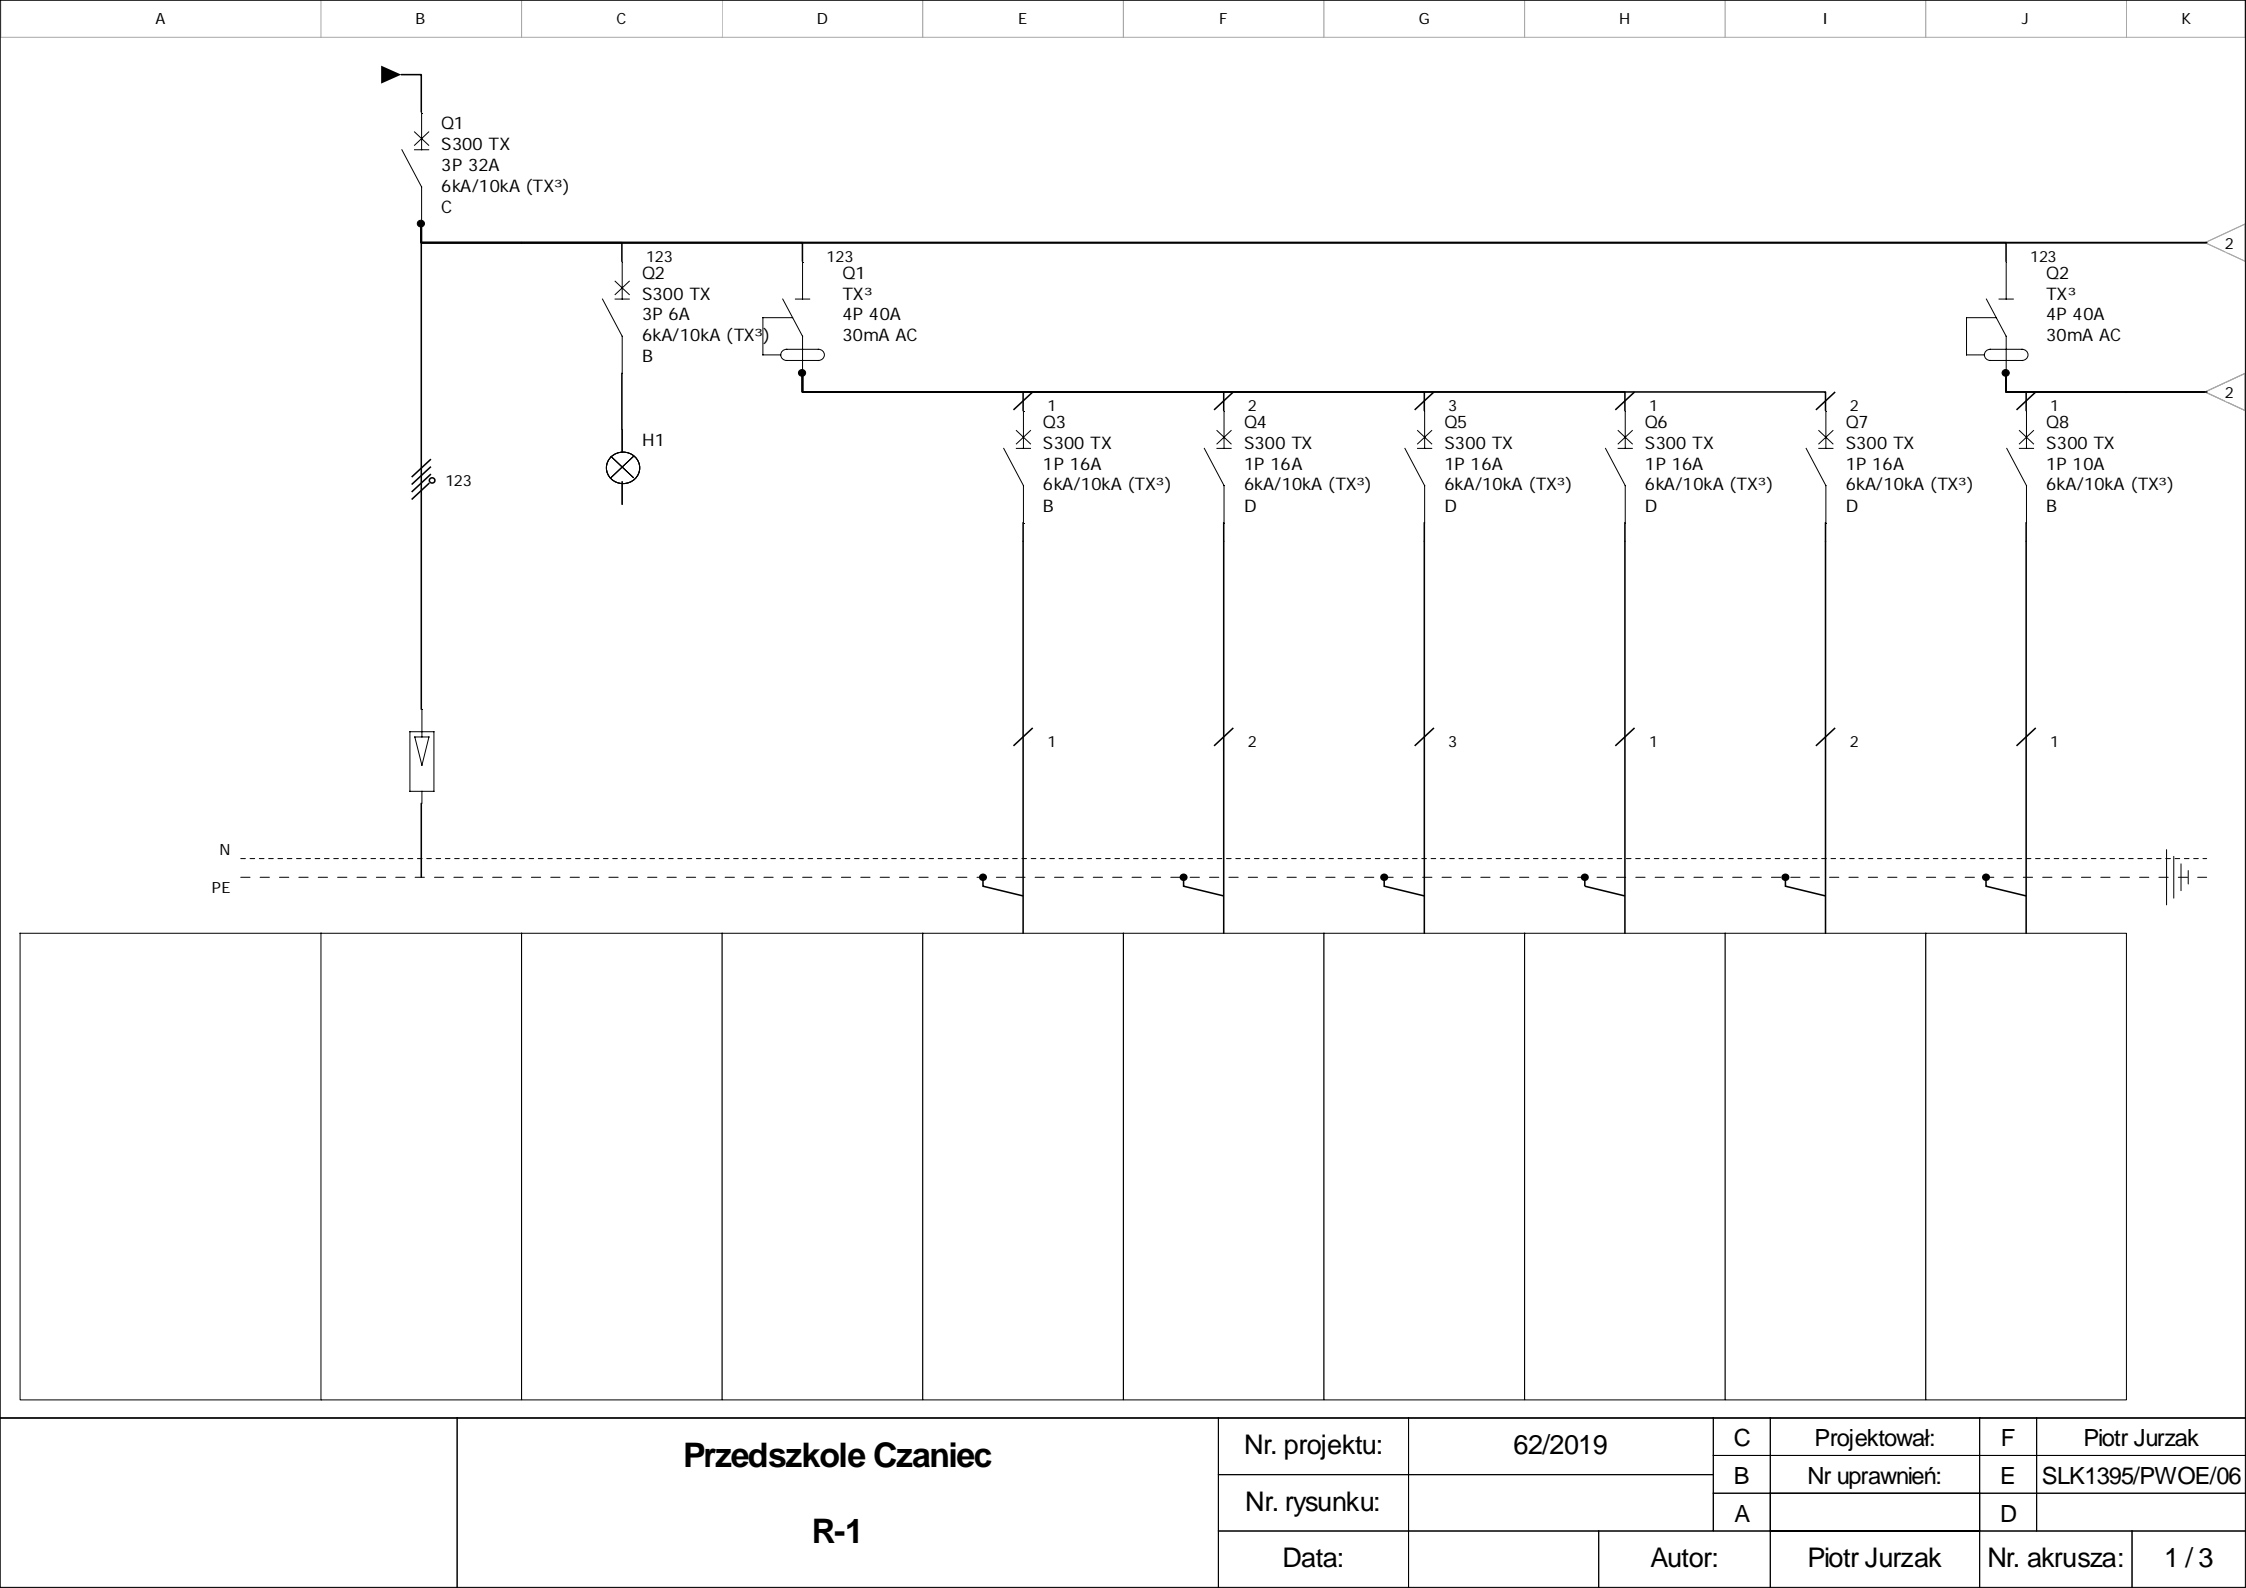 A B C D E F G H I J K
Q1
S300 TX
3P 32A
6kA/10kA (TX³)
C
2
123
Q2
S300 TX
3P 6A
6kA/10kA (TX³)
B
123
Q1
TX³
4P 40A
30mA AC
123
Q2
TX³
4P 40A
30mA AC
2
H1
123
1
Q3
S300 TX
1P 16A
6kA/10kA (TX³)
B
2
Q4
S300 TX
1P 16A
6kA/10kA (TX³)
D
3
Q5
S300 TX
1P 16A
6kA/10kA (TX³)
D
1
Q6
S300 TX
1P 16A
6kA/10kA (TX³)
D
2
Q7
S300 TX
1P 16A
6kA/10kA (TX³)
D
1
Q8
S300 TX
1P 10A
6kA/10kA (TX³)
B
1 2 3 1 2 1
N
PE
Przedszkole Czaniec
R-1
Nr. projektu: 62/2019
Nr. rysunku:
Data:
Autor: Piotr Jurzak
C Projektował: F Piotr Jurzak
B Nr uprawnień: E SLK1395/PWOE/06
A D
Nr. akrusza: 1 / 3